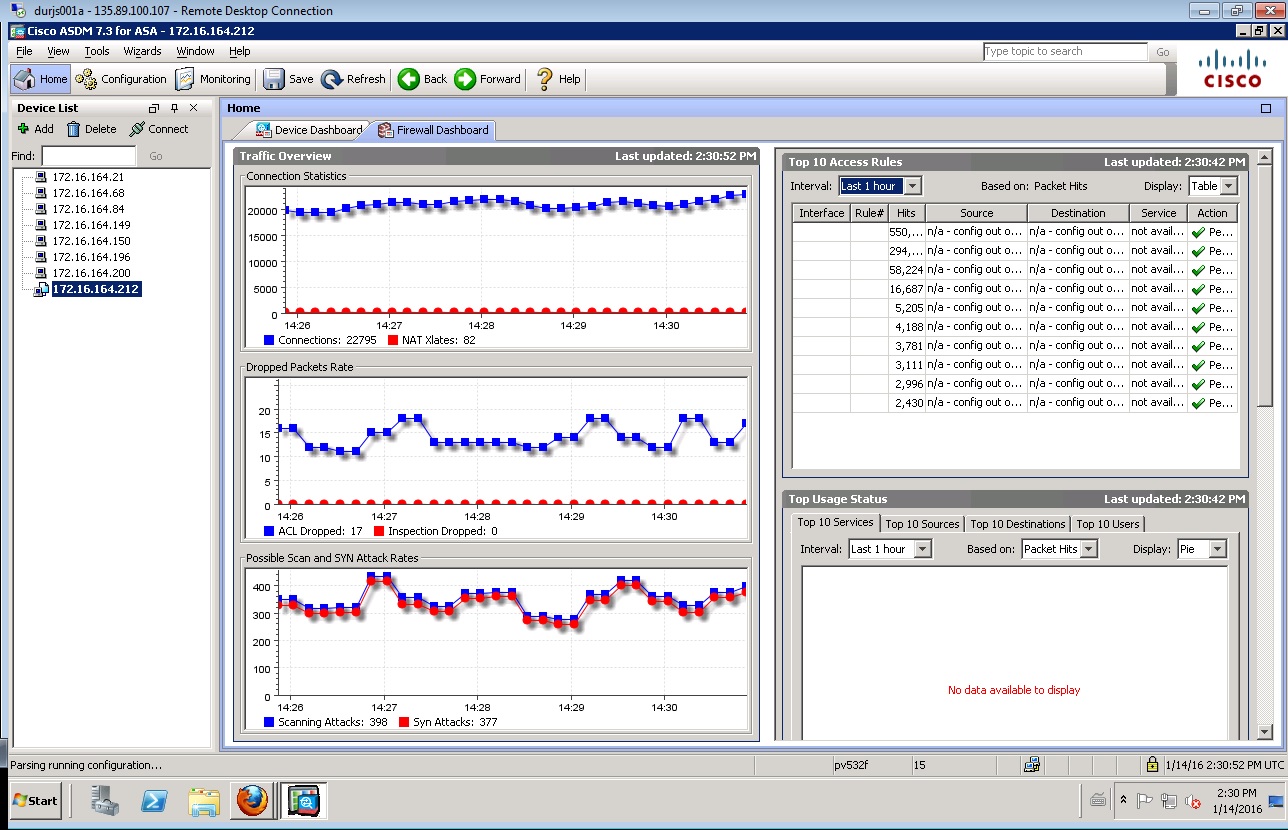 durjs001a - 135.89.100.107 - Remote Desktop Connection
Cisco ASDM 7.3 for ASA - 172.16.164.212
File View Tools Wizards Window Help
Type topic to search Go
Home Configuration Monitoring Save Refresh Back Forward Help
CISCO
Device List
Add Delete Connect
Find: Go
172.16.164.21
172.16.164.68
172.16.164.84
172.16.164.149
172.16.164.150
172.16.164.196
172.16.164.200
172.16.164.212
Home
Device Dashboard Firewall Dashboard
Traffic Overview Last updated: 2:30:52 PM
Connection Statistics
20000
15000
10000
5000
0
14:26 14:27 14:28 14:29 14:30
Connections: 22795 NAT Xlates: 82
Dropped Packets Rate
20
15
10
5
0
14:26 14:27 14:28 14:29 14:30
ACL Dropped: 17 Inspection Dropped: 0
Possible Scan and SYN Attack Rates
400
300
200
100
0
14:26 14:27 14:28 14:29 14:30
Scanning Attacks: 398 Syn Attacks: 377
Top 10 Access Rules Last updated: 2:30:42 PM
Interval: Last 1 hour Based on: Packet Hits Display: Table
Interface Rule# Hits Source Destination Service Action
550,... n/a - config out o... n/a - config out o... not avail... Pe...
294,... n/a - config out o... n/a - config out o... not avail... Pe...
58,224 n/a - config out o... n/a - config out o... not avail... Pe...
16,687 n/a - config out o... n/a - config out o... not avail... Pe...
5,205 n/a - config out o... n/a - config out o... not avail... Pe...
4,188 n/a - config out o... n/a - config out o... not avail... Pe...
3,781 n/a - config out o... n/a - config out o... not avail... Pe...
3,111 n/a - config out o... n/a - config out o... not avail... Pe...
2,996 n/a - config out o... n/a - config out o... not avail... Pe...
2,430 n/a - config out o... n/a - config out o... not avail... Pe...
Top Usage Status Last updated: 2:30:42 PM
Top 10 Services Top 10 Sources Top 10 Destinations Top 10 Users
Interval: Last 1 hour Based on: Packet Hits Display: Pie
No data available to display
Parsing running configuration... pv532f 15 1/14/16 2:30:52 PM UTC
Start
2:30 PM
1/14/2016